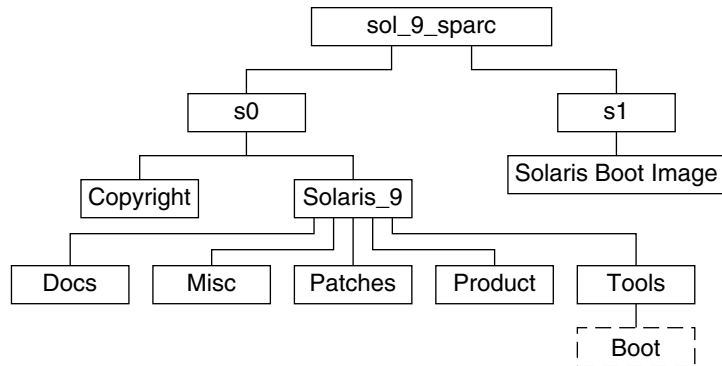 sol_9_sparc
s0
s1
Copyright
Solaris_9
Solaris Boot Image
Docs
Misc
Patches
Product
Tools
Boot